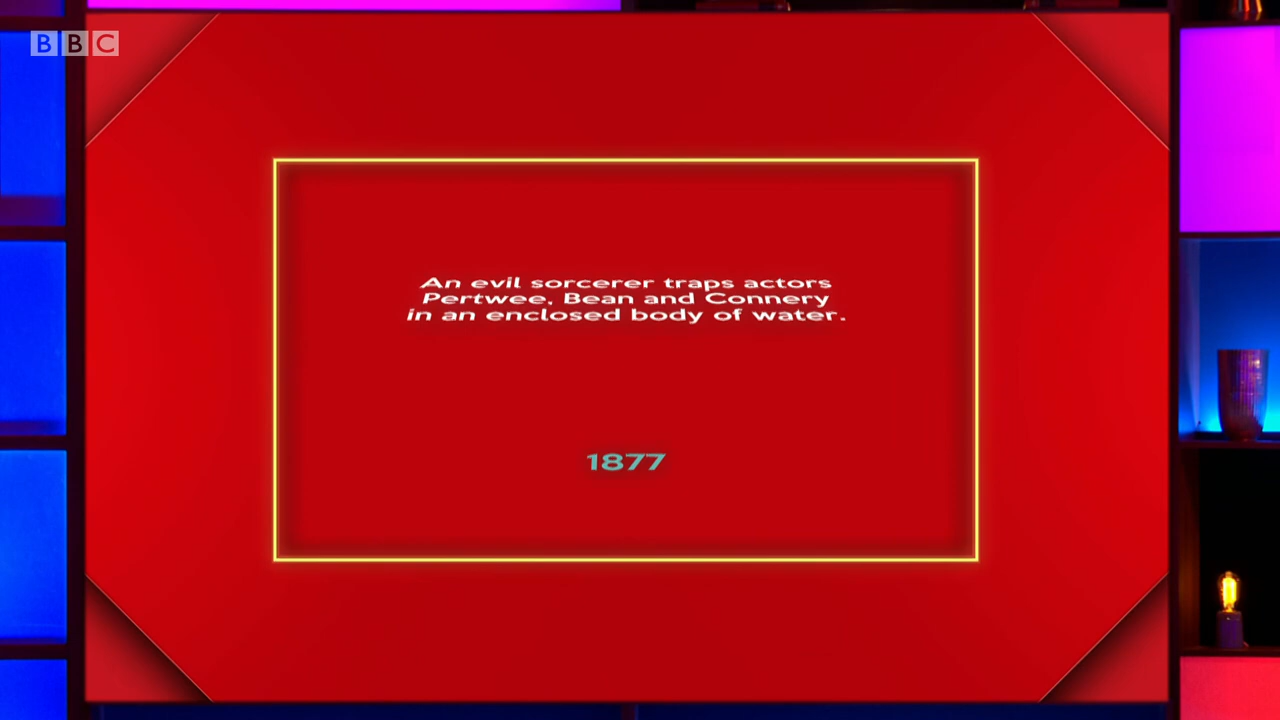 BBC
An evil sorcerer traps actors
Pertwee, Bean and Connery
in an enclosed body of water.
1877